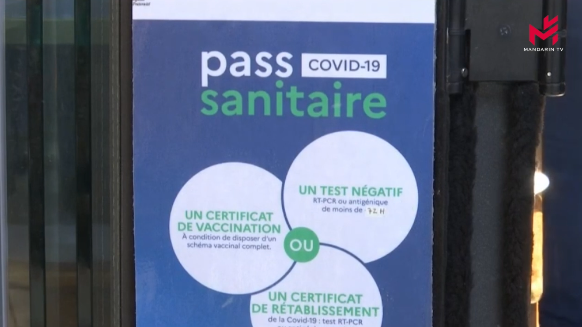 MANDARIN TV
pass
COVID-19
sanitaire
UN TEST NÉGATIF
RT-PCR ou antigénique
de moins de 72 H
UN CERTIFICAT
DE VACCINATION
À condition de disposer d'un
schéma vaccinal complet.
OU
UN CERTIFICAT
DE RÉTABLISSEMENT
de la Covid-19 : test RT-PCR